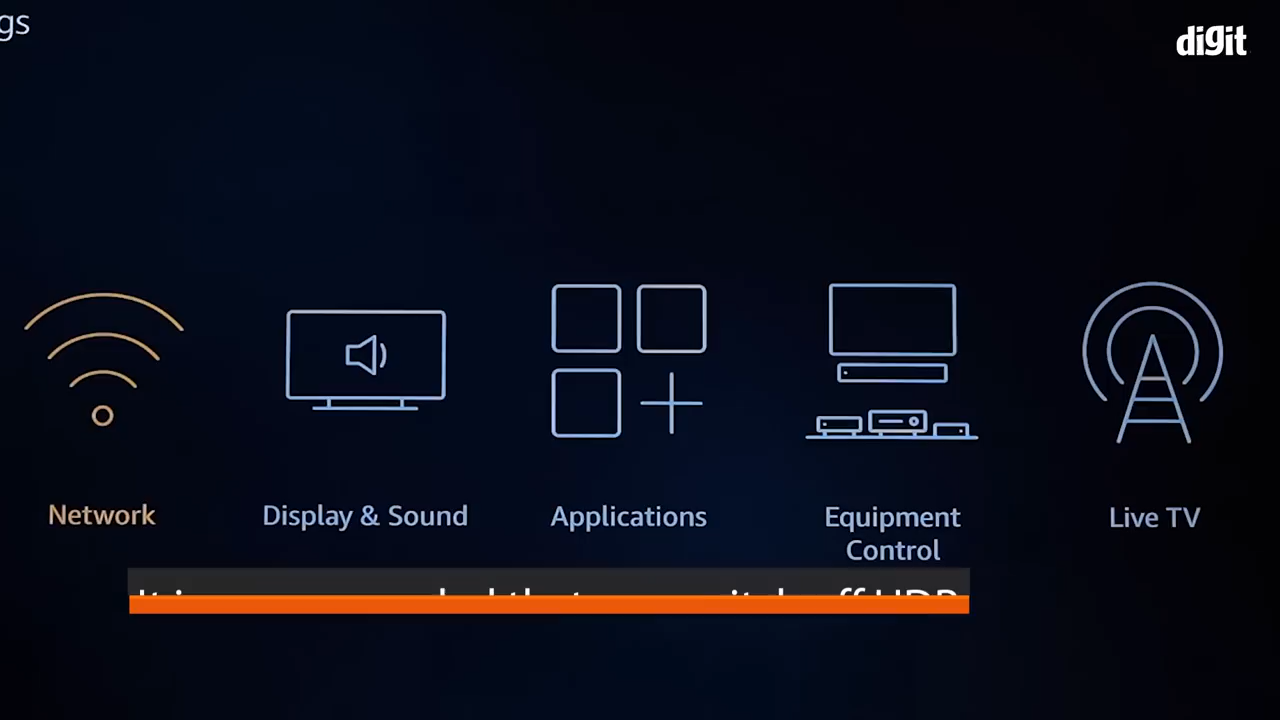 gs
digit
Network
Display & Sound
Applications
Equipment
Control
Live TV